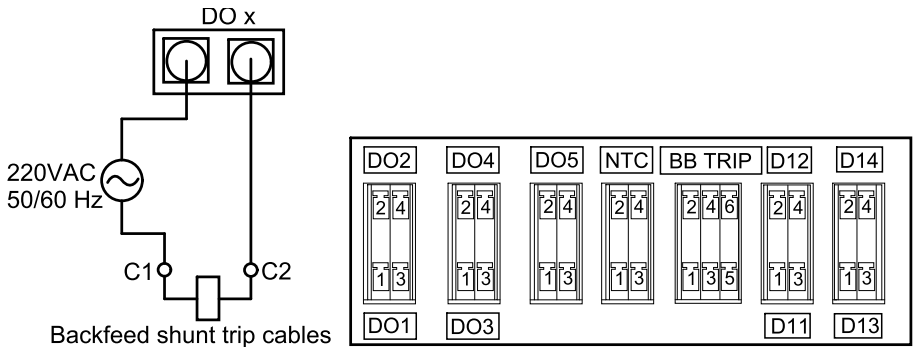 DO x
220VAC
50/60 Hz
C1
C2
Backfeed shunt trip cables
DO2 DO4 DO5 NTC BB TRIP D12 D14
2 4 2 4 2 4 2 4 2 4 6 2 4 2 4
1 3 1 3 1 3 1 3 1 3 5 1 3 1 3
DO1 DO3 D11 D13